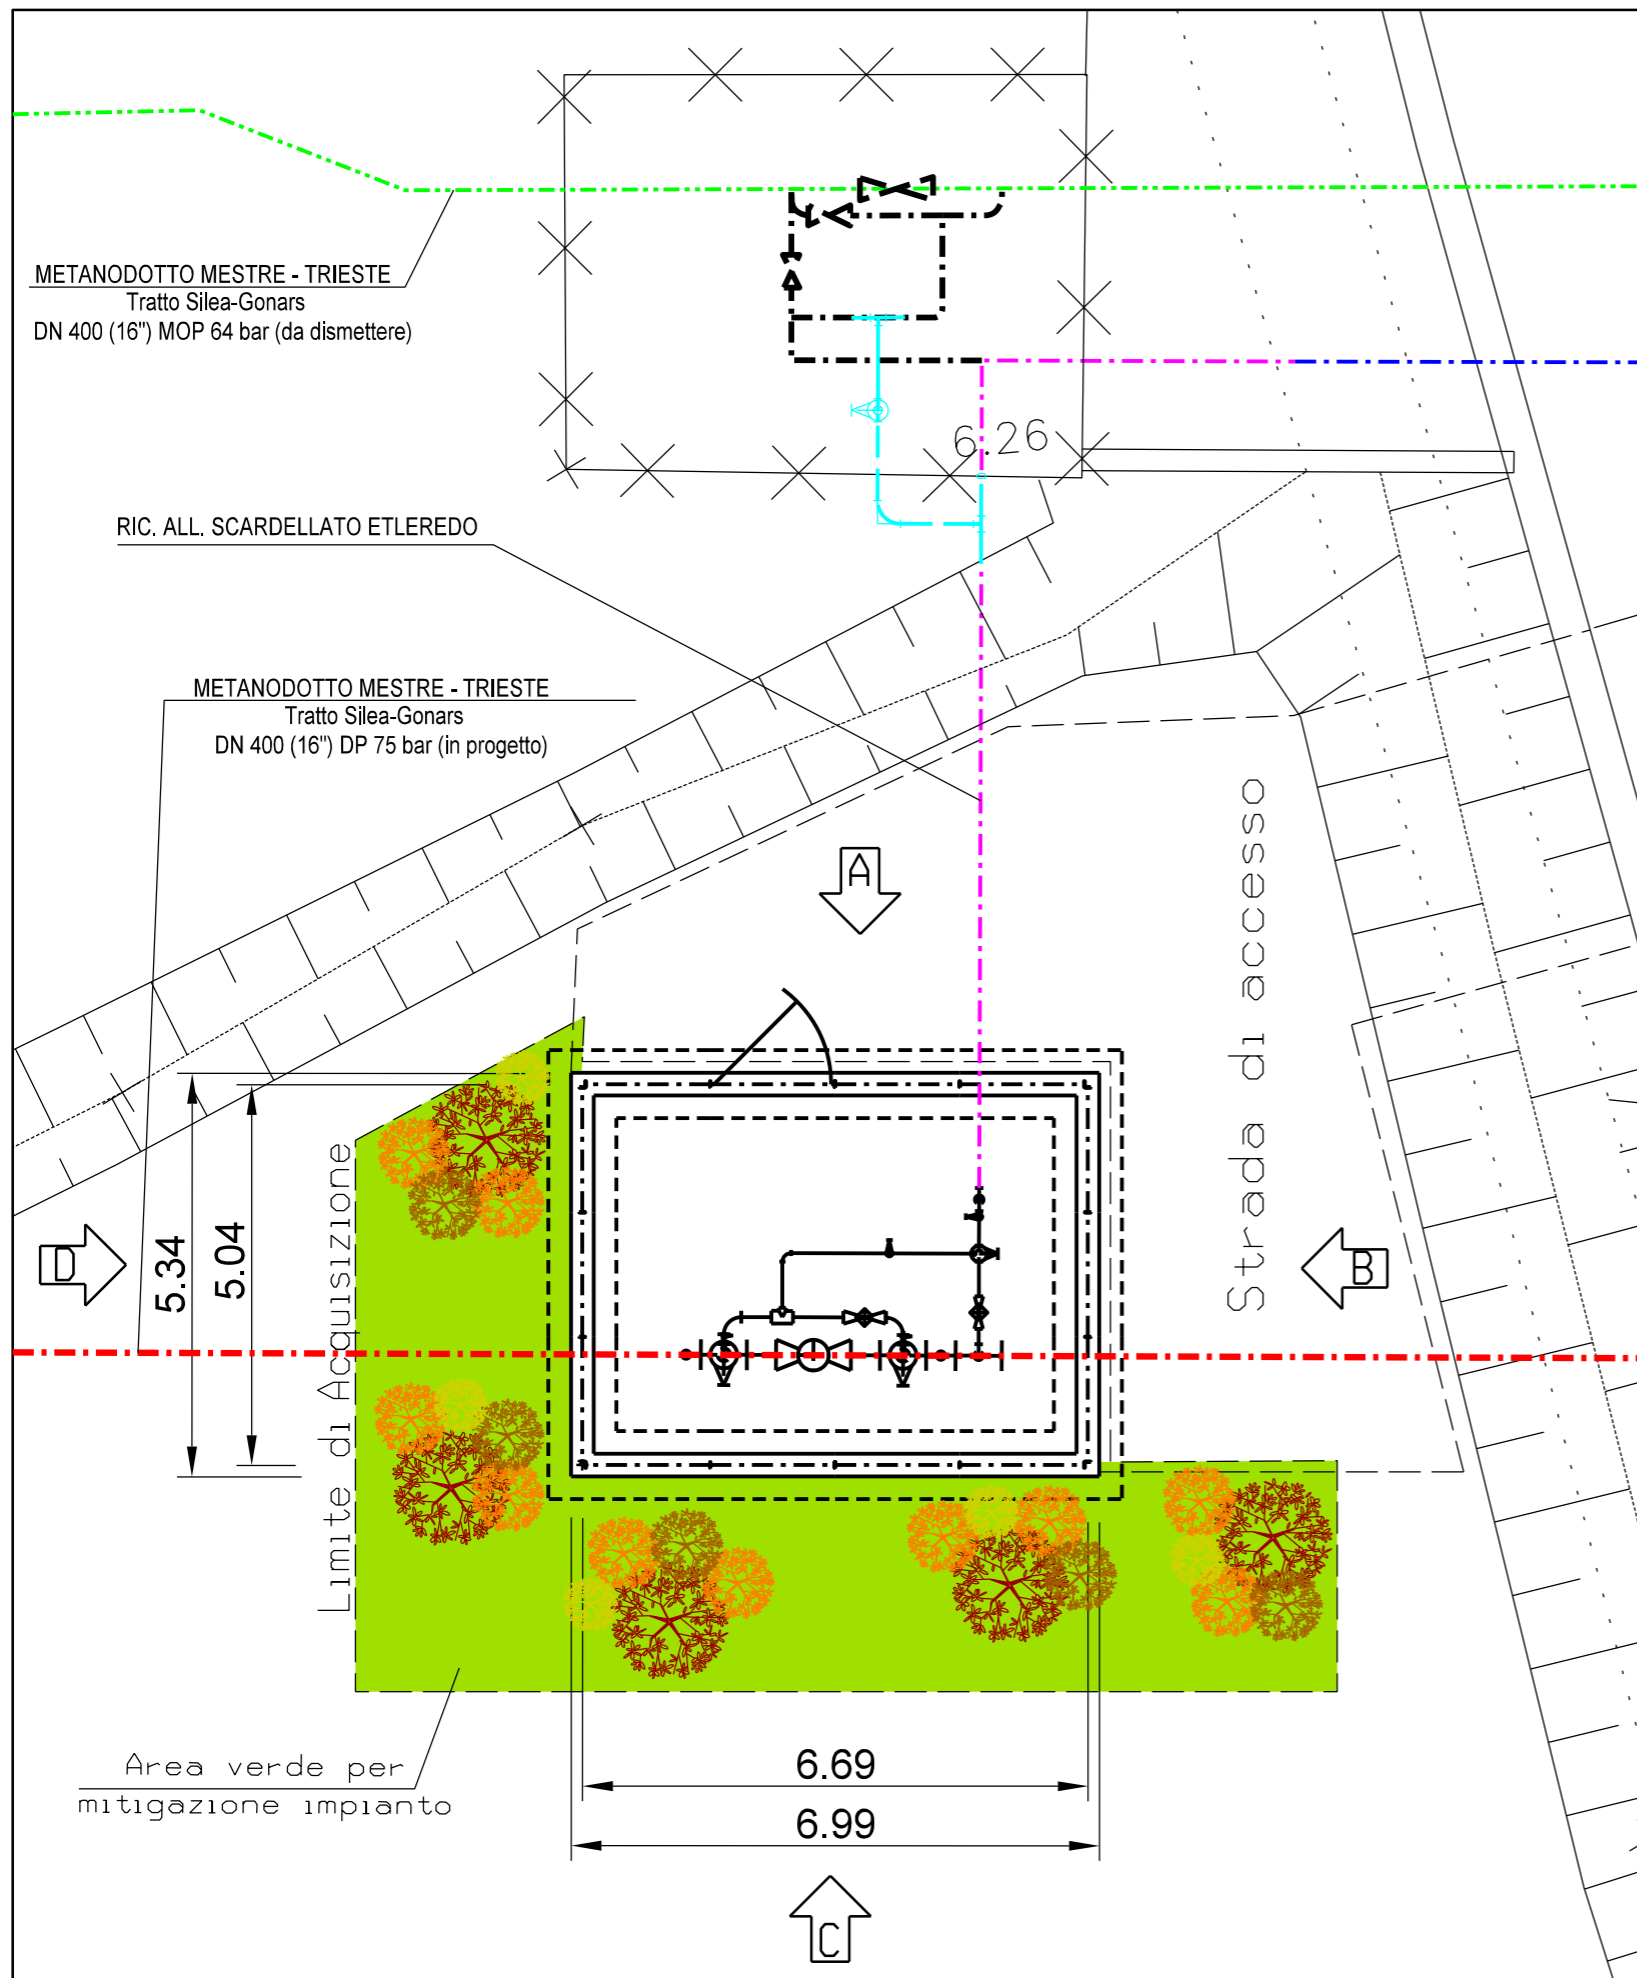 METANODOTTO MESTRE - TRIESTE
Tratto Silea-Gonars
DN 400 (16") MOP 64 bar (da dismettere)
6.26
RIC. ALL. SCARDELLATO ETLEREDO
METANODOTTO MESTRE - TRIESTE
Tratto Silea-Gonars
DN 400 (16") DP 75 bar (in progetto)
A
Strada di accesso
D
5.34
5.04
Limite di Acquisizione
B
Area verde per
mitigazione impianto
6.69
6.99
C